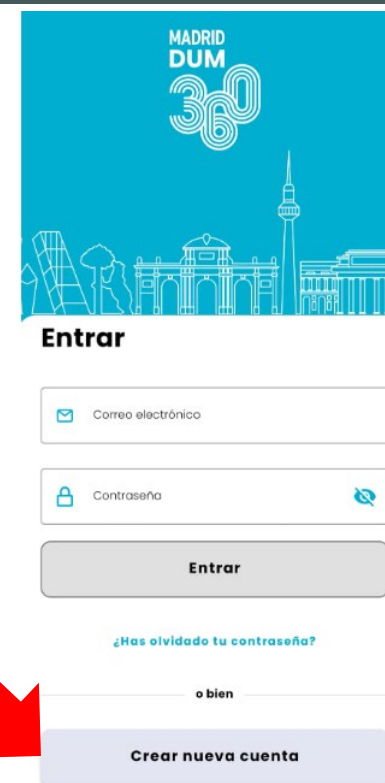 MADRID
DUM
360
Entrar
Correo electrónico
Contraseña
Entrar
¿Has olvidado tu contraseña?
o bien
Crear nueva cuenta